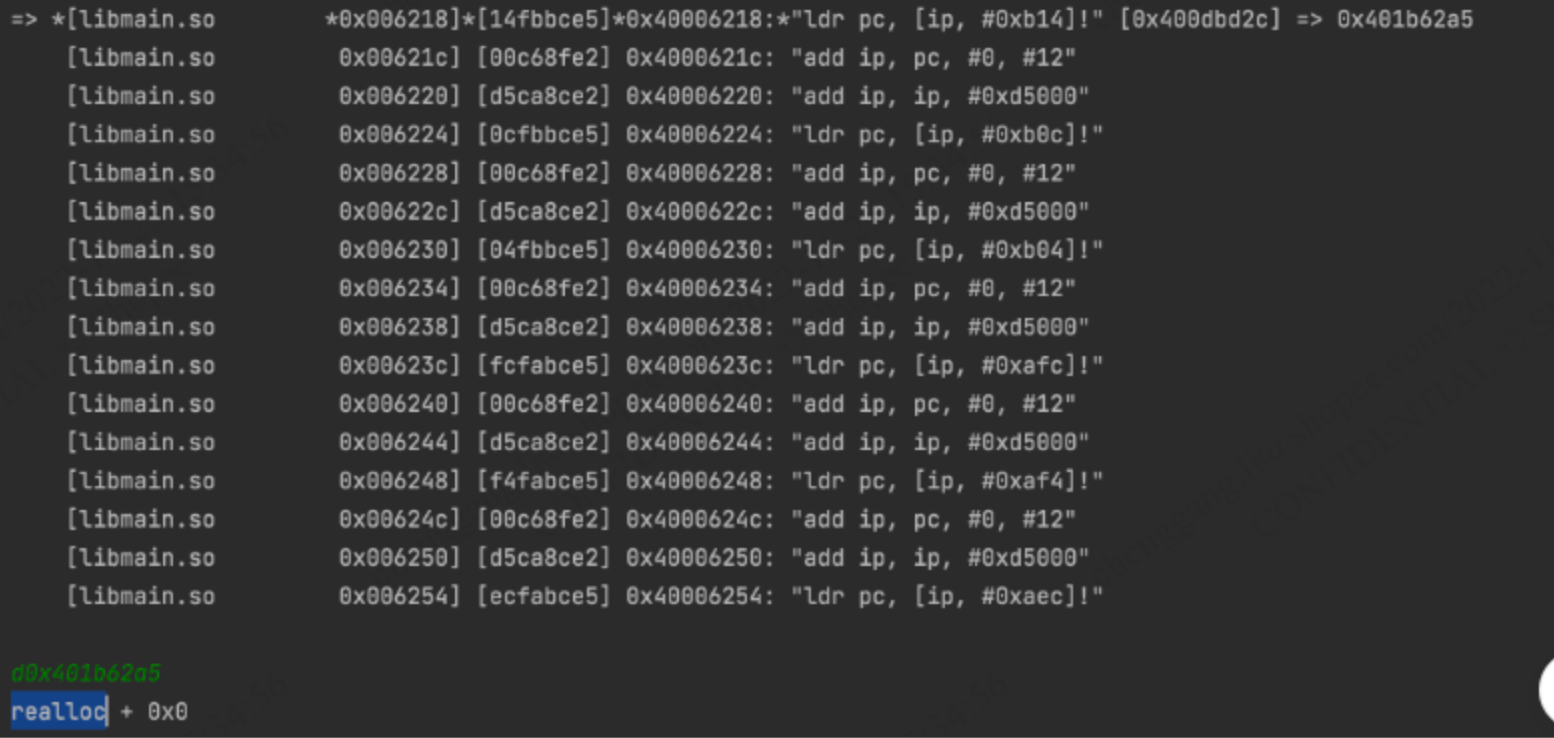 => *[libmain.so *0x006218]*[14fbbce5]*0x40006218:*"ldr pc, [ip, #0xb14]!" [0x400dbd2c] => 0x401b62a5
[libmain.so 0x00621c] [00c68fe2] 0x4000621c: "add ip, pc, #0, #12"
[libmain.so 0x006220] [d5ca8ce2] 0x40006220: "add ip, ip, #0xd5000"
[libmain.so 0x006224] [0cfbbce5] 0x40006224: "ldr pc, [ip, #0xb0c]!"
[libmain.so 0x006228] [00c68fe2] 0x40006228: "add ip, pc, #0, #12"
[libmain.so 0x00622c] [d5ca8ce2] 0x4000622c: "add ip, ip, #0xd5000"
[libmain.so 0x006230] [04fbbce5] 0x40006230: "ldr pc, [ip, #0xb04]!"
[libmain.so 0x006234] [00c68fe2] 0x40006234: "add ip, pc, #0, #12"
[libmain.so 0x006238] [d5ca8ce2] 0x40006238: "add ip, ip, #0xd5000"
[libmain.so 0x00623c] [fcfabce5] 0x4000623c: "ldr pc, [ip, #0xafc]!"
[libmain.so 0x006240] [00c68fe2] 0x40006240: "add ip, pc, #0, #12"
[libmain.so 0x006244] [d5ca8ce2] 0x40006244: "add ip, ip, #0xd5000"
[libmain.so 0x006248] [f4fabce5] 0x40006248: "ldr pc, [ip, #0xaf4]!"
[libmain.so 0x00624c] [00c68fe2] 0x4000624c: "add ip, pc, #0, #12"
[libmain.so 0x006250] [d5ca8ce2] 0x40006250: "add ip, ip, #0xd5000"
[libmain.so 0x006254] [ecfabce5] 0x40006254: "ldr pc, [ip, #0xaec]!"
d0x401b62a5
realloc + 0x0